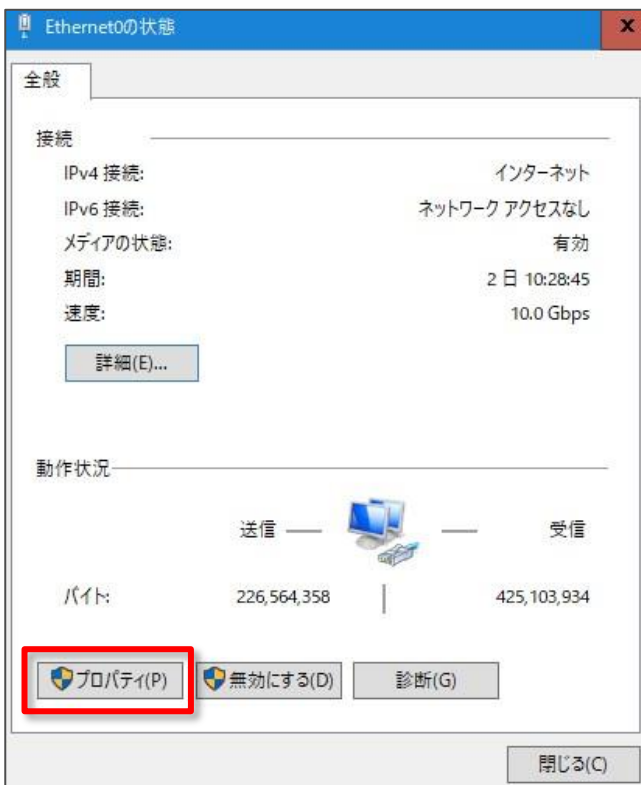 Ethernet0の状態
全般
接続
IPv4 接続: インターネット
IPv6 接続: ネットワーク アクセスなし
メディアの状態: 有効
期間: 2 日 10:28:45
速度: 10.0 Gbps
詳細(E)...
動作状況
送信 受信
バイト: 226,564,358 425,103,934
プロパティ(P) 無効にする(D) 診断(G)
閉じる(C)